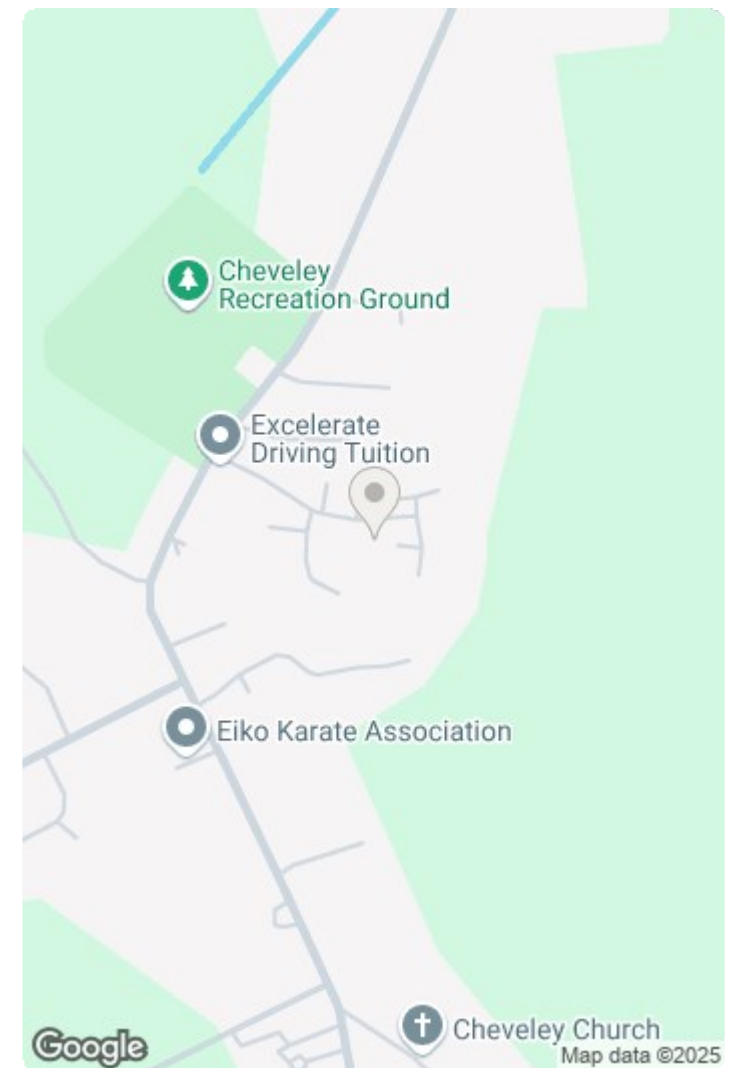 Cheveley
Recreation Ground
Excelerate
Driving Tuition
Eiko Karate Association
Cheveley Church
Google
Map data ©2025